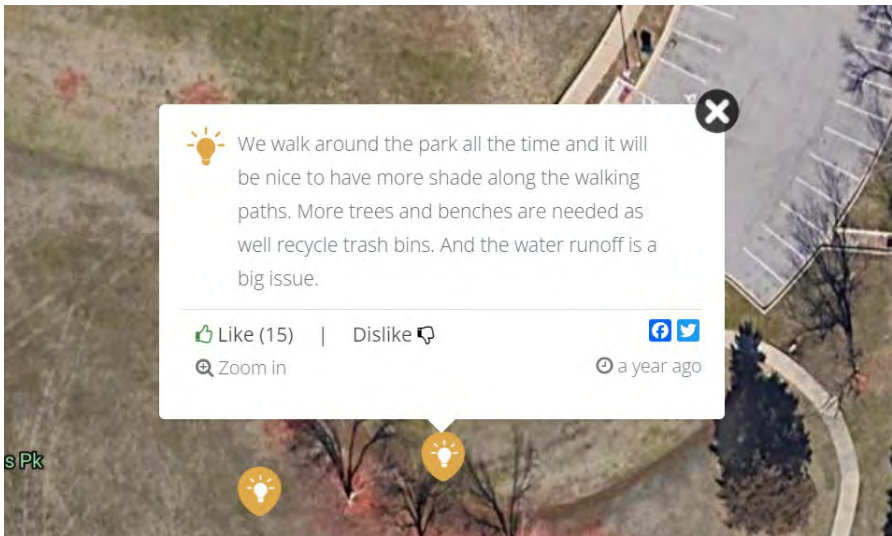 We walk around the park all the time and it will
be nice to have more shade along the walking
paths. More trees and benches are needed as
well recycle trash bins. And the water runoff is a
big issue.
Like (15) | Dislike
Zoom in
a year ago
s Pk